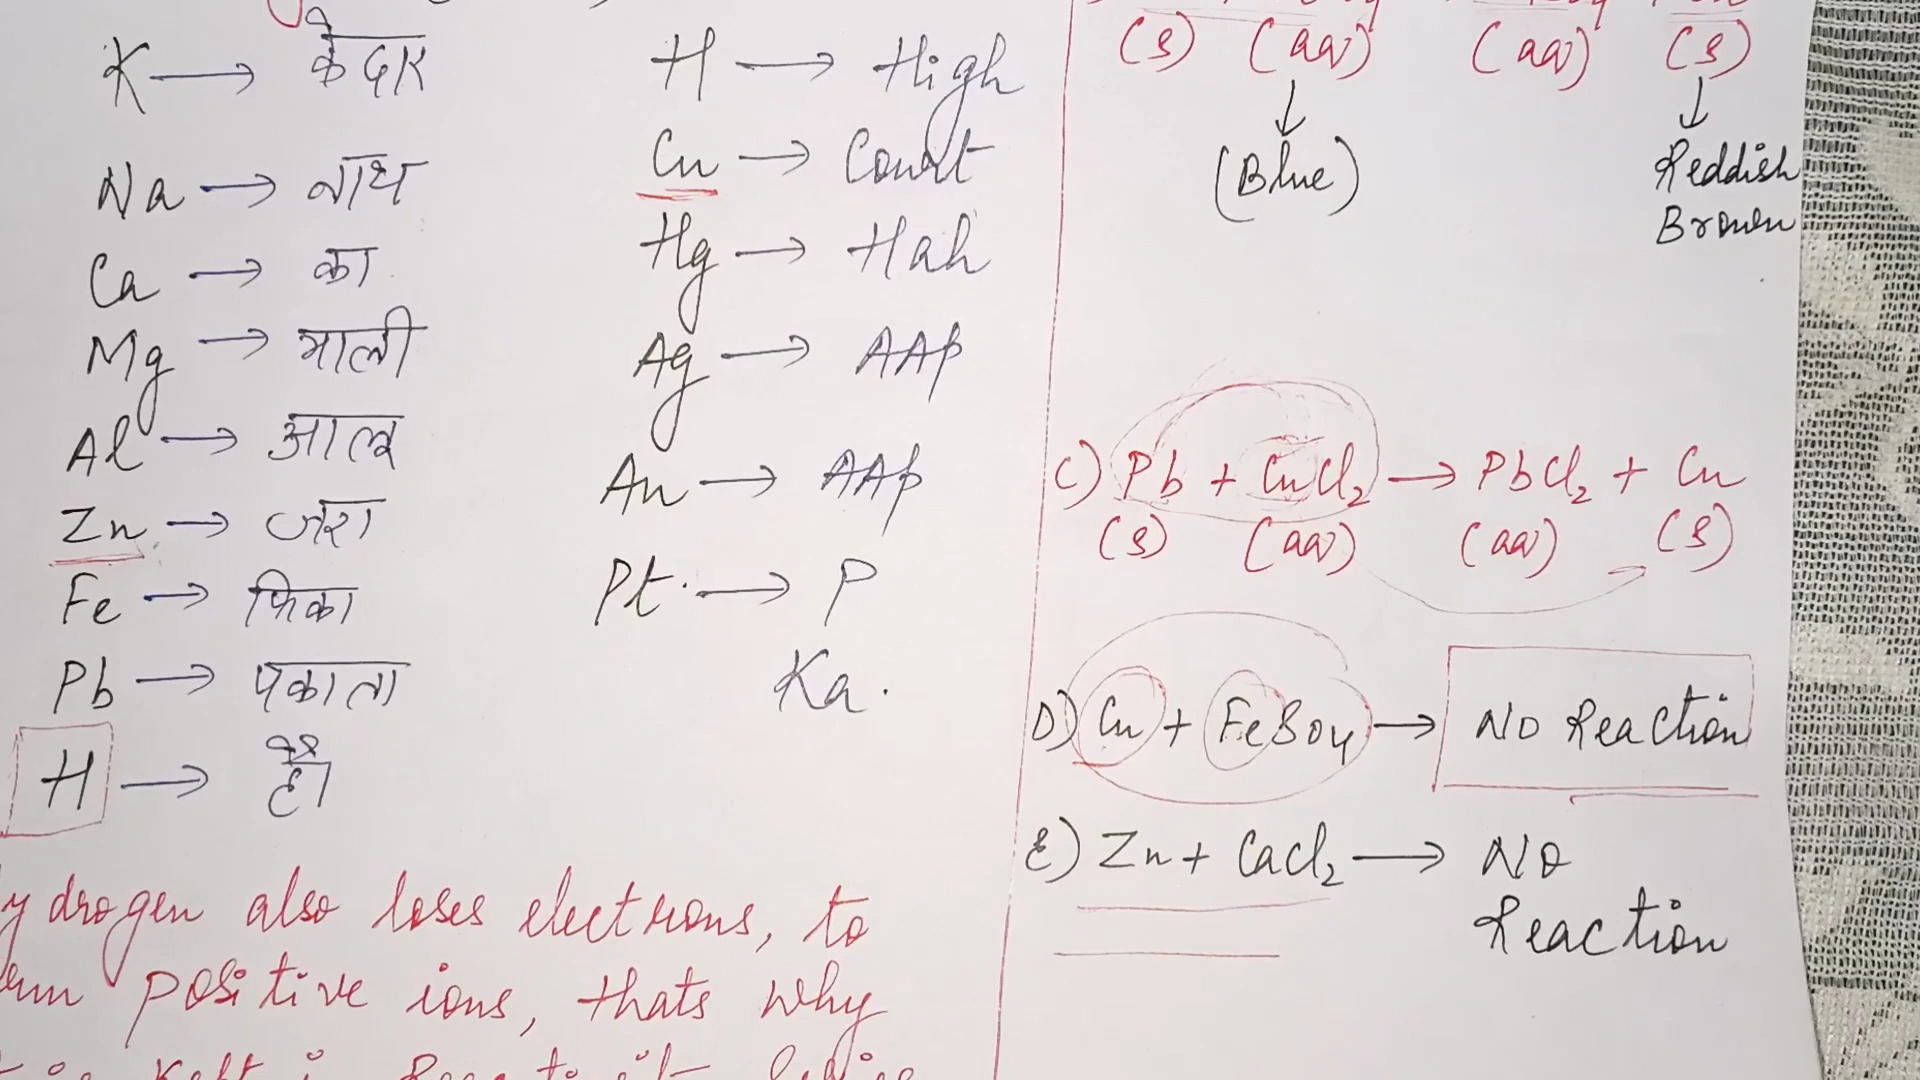 K → केदार
Na → नाथ
Ca → का
Mg → माली
Al → आलू
Zn → जरा
Fe → फिका
Pb → पकाता
H → है।
H → High
Cu → Court
Hg → Hah
Ag → AAp
Au → AAp
Pt. → P
Ka.
ydrogen also loses electrons, to
positive ions, thats why
(s) (aq) (aq) (s)
(Blue)
Reddish
Brown
C) Pb + CuCl2 → PbCl2 + Cu
(s) (aq) (aq) (s)
D) Cu + FeSO4 → No Reaction
E) Zn + CaCl2 → No
Reaction